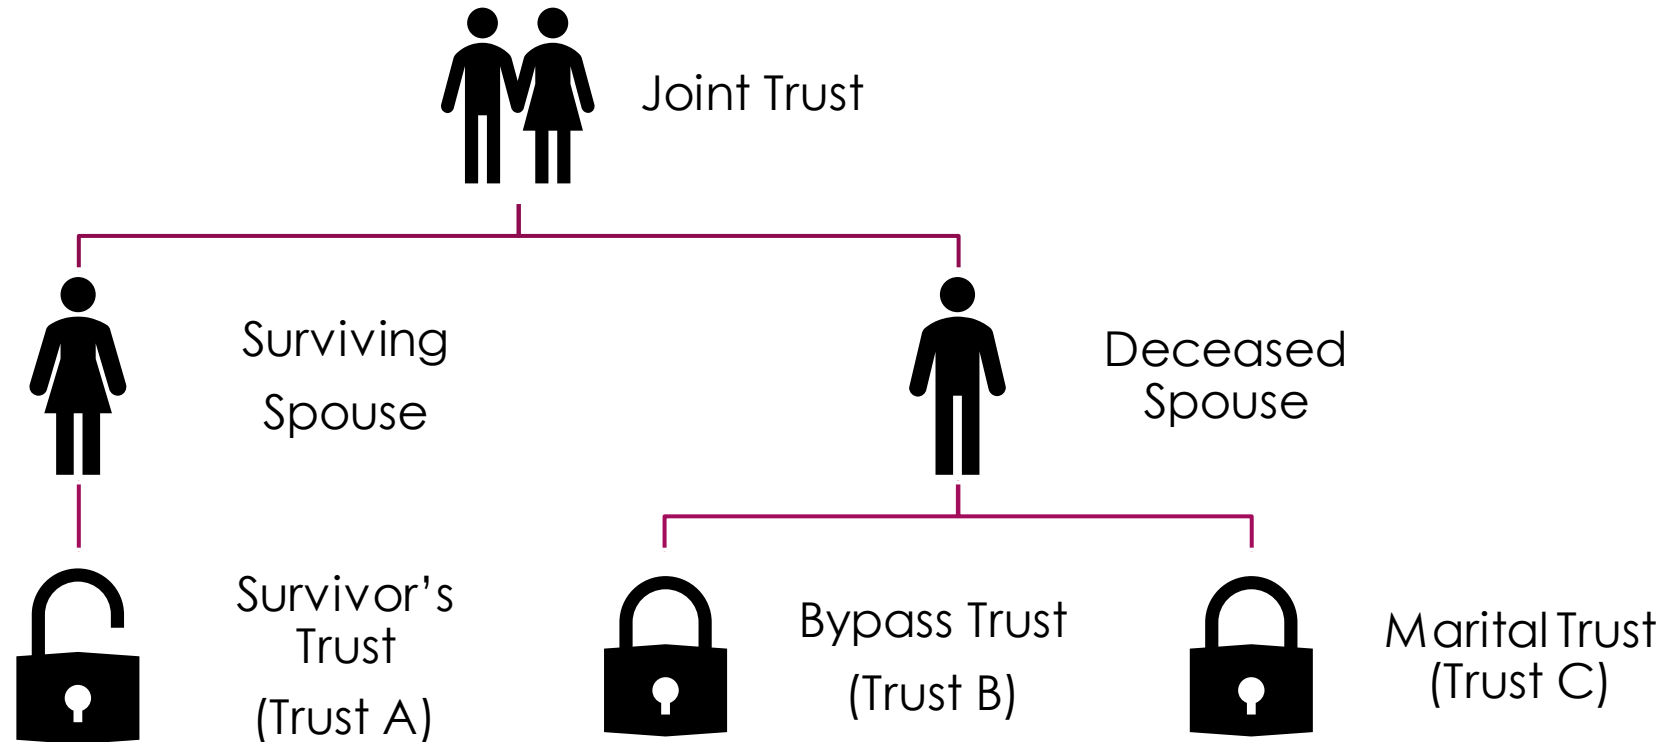 Joint Trust
Surviving
Spouse
Deceased
Spouse
Survivor’s
Trust
(Trust A)
Bypass Trust
(Trust B)
Marital Trust
(Trust C)